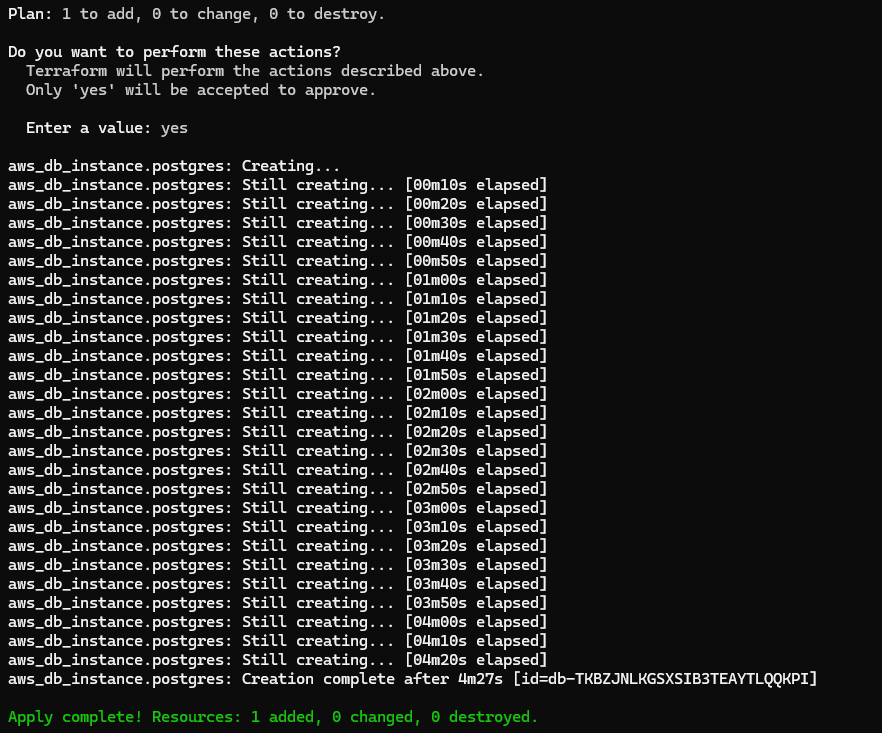 Plan: 1 to add, 0 to change, 0 to destroy.
Do you want to perform these actions?
Terraform will perform the actions described above.
Only 'yes' will be accepted to approve.
Enter a value: yes
aws_db_instance.postgres: Creating...
aws_db_instance.postgres: Still creating... [00m10s elapsed]
aws_db_instance.postgres: Still creating... [00m20s elapsed]
aws_db_instance.postgres: Still creating... [00m30s elapsed]
aws_db_instance.postgres: Still creating... [00m40s elapsed]
aws_db_instance.postgres: Still creating... [00m50s elapsed]
aws_db_instance.postgres: Still creating... [01m00s elapsed]
aws_db_instance.postgres: Still creating... [01m10s elapsed]
aws_db_instance.postgres: Still creating... [01m20s elapsed]
aws_db_instance.postgres: Still creating... [01m30s elapsed]
aws_db_instance.postgres: Still creating... [01m40s elapsed]
aws_db_instance.postgres: Still creating... [01m50s elapsed]
aws_db_instance.postgres: Still creating... [02m00s elapsed]
aws_db_instance.postgres: Still creating... [02m10s elapsed]
aws_db_instance.postgres: Still creating... [02m20s elapsed]
aws_db_instance.postgres: Still creating... [02m30s elapsed]
aws_db_instance.postgres: Still creating... [02m40s elapsed]
aws_db_instance.postgres: Still creating... [02m50s elapsed]
aws_db_instance.postgres: Still creating... [03m00s elapsed]
aws_db_instance.postgres: Still creating... [03m10s elapsed]
aws_db_instance.postgres: Still creating... [03m20s elapsed]
aws_db_instance.postgres: Still creating... [03m30s elapsed]
aws_db_instance.postgres: Still creating... [03m40s elapsed]
aws_db_instance.postgres: Still creating... [03m50s elapsed]
aws_db_instance.postgres: Still creating... [04m00s elapsed]
aws_db_instance.postgres: Still creating... [04m10s elapsed]
aws_db_instance.postgres: Still creating... [04m20s elapsed]
aws_db_instance.postgres: Creation complete after 4m27s [id=db-TKBZJNLKGSXSIB3TEAYTLQQKPI]
Apply complete! Resources: 1 added, 0 changed, 0 destroyed.